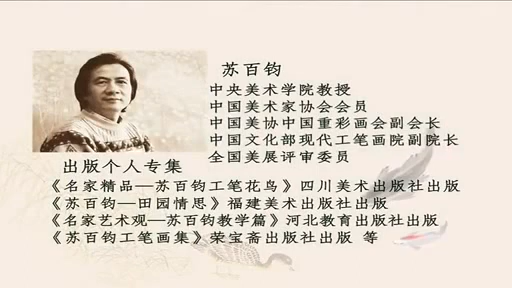 苏百钧
中央美术学院教授
中国美术家协会会员
中国美协中国重彩画会副会长
中国文化部现代工笔画院副院长
全国美展评审委员
出版个人专集
《名家精品—苏百钧工笔花鸟》四川美术出版社出版
《苏百钧—田园情思》福建美术出版社出版
《名家艺术观—苏百钧教学篇》河北教育出版社出版
《苏百钧工笔画集》荣宝斋出版社出版 等